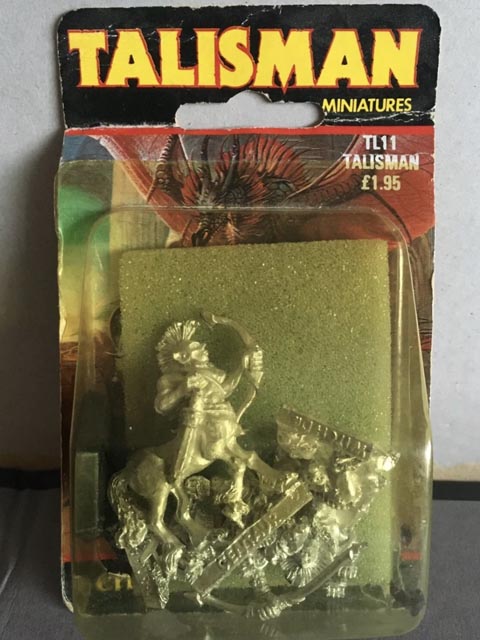 TALISMAN
MINIATURES
TL11
TALISMAN
£1.95